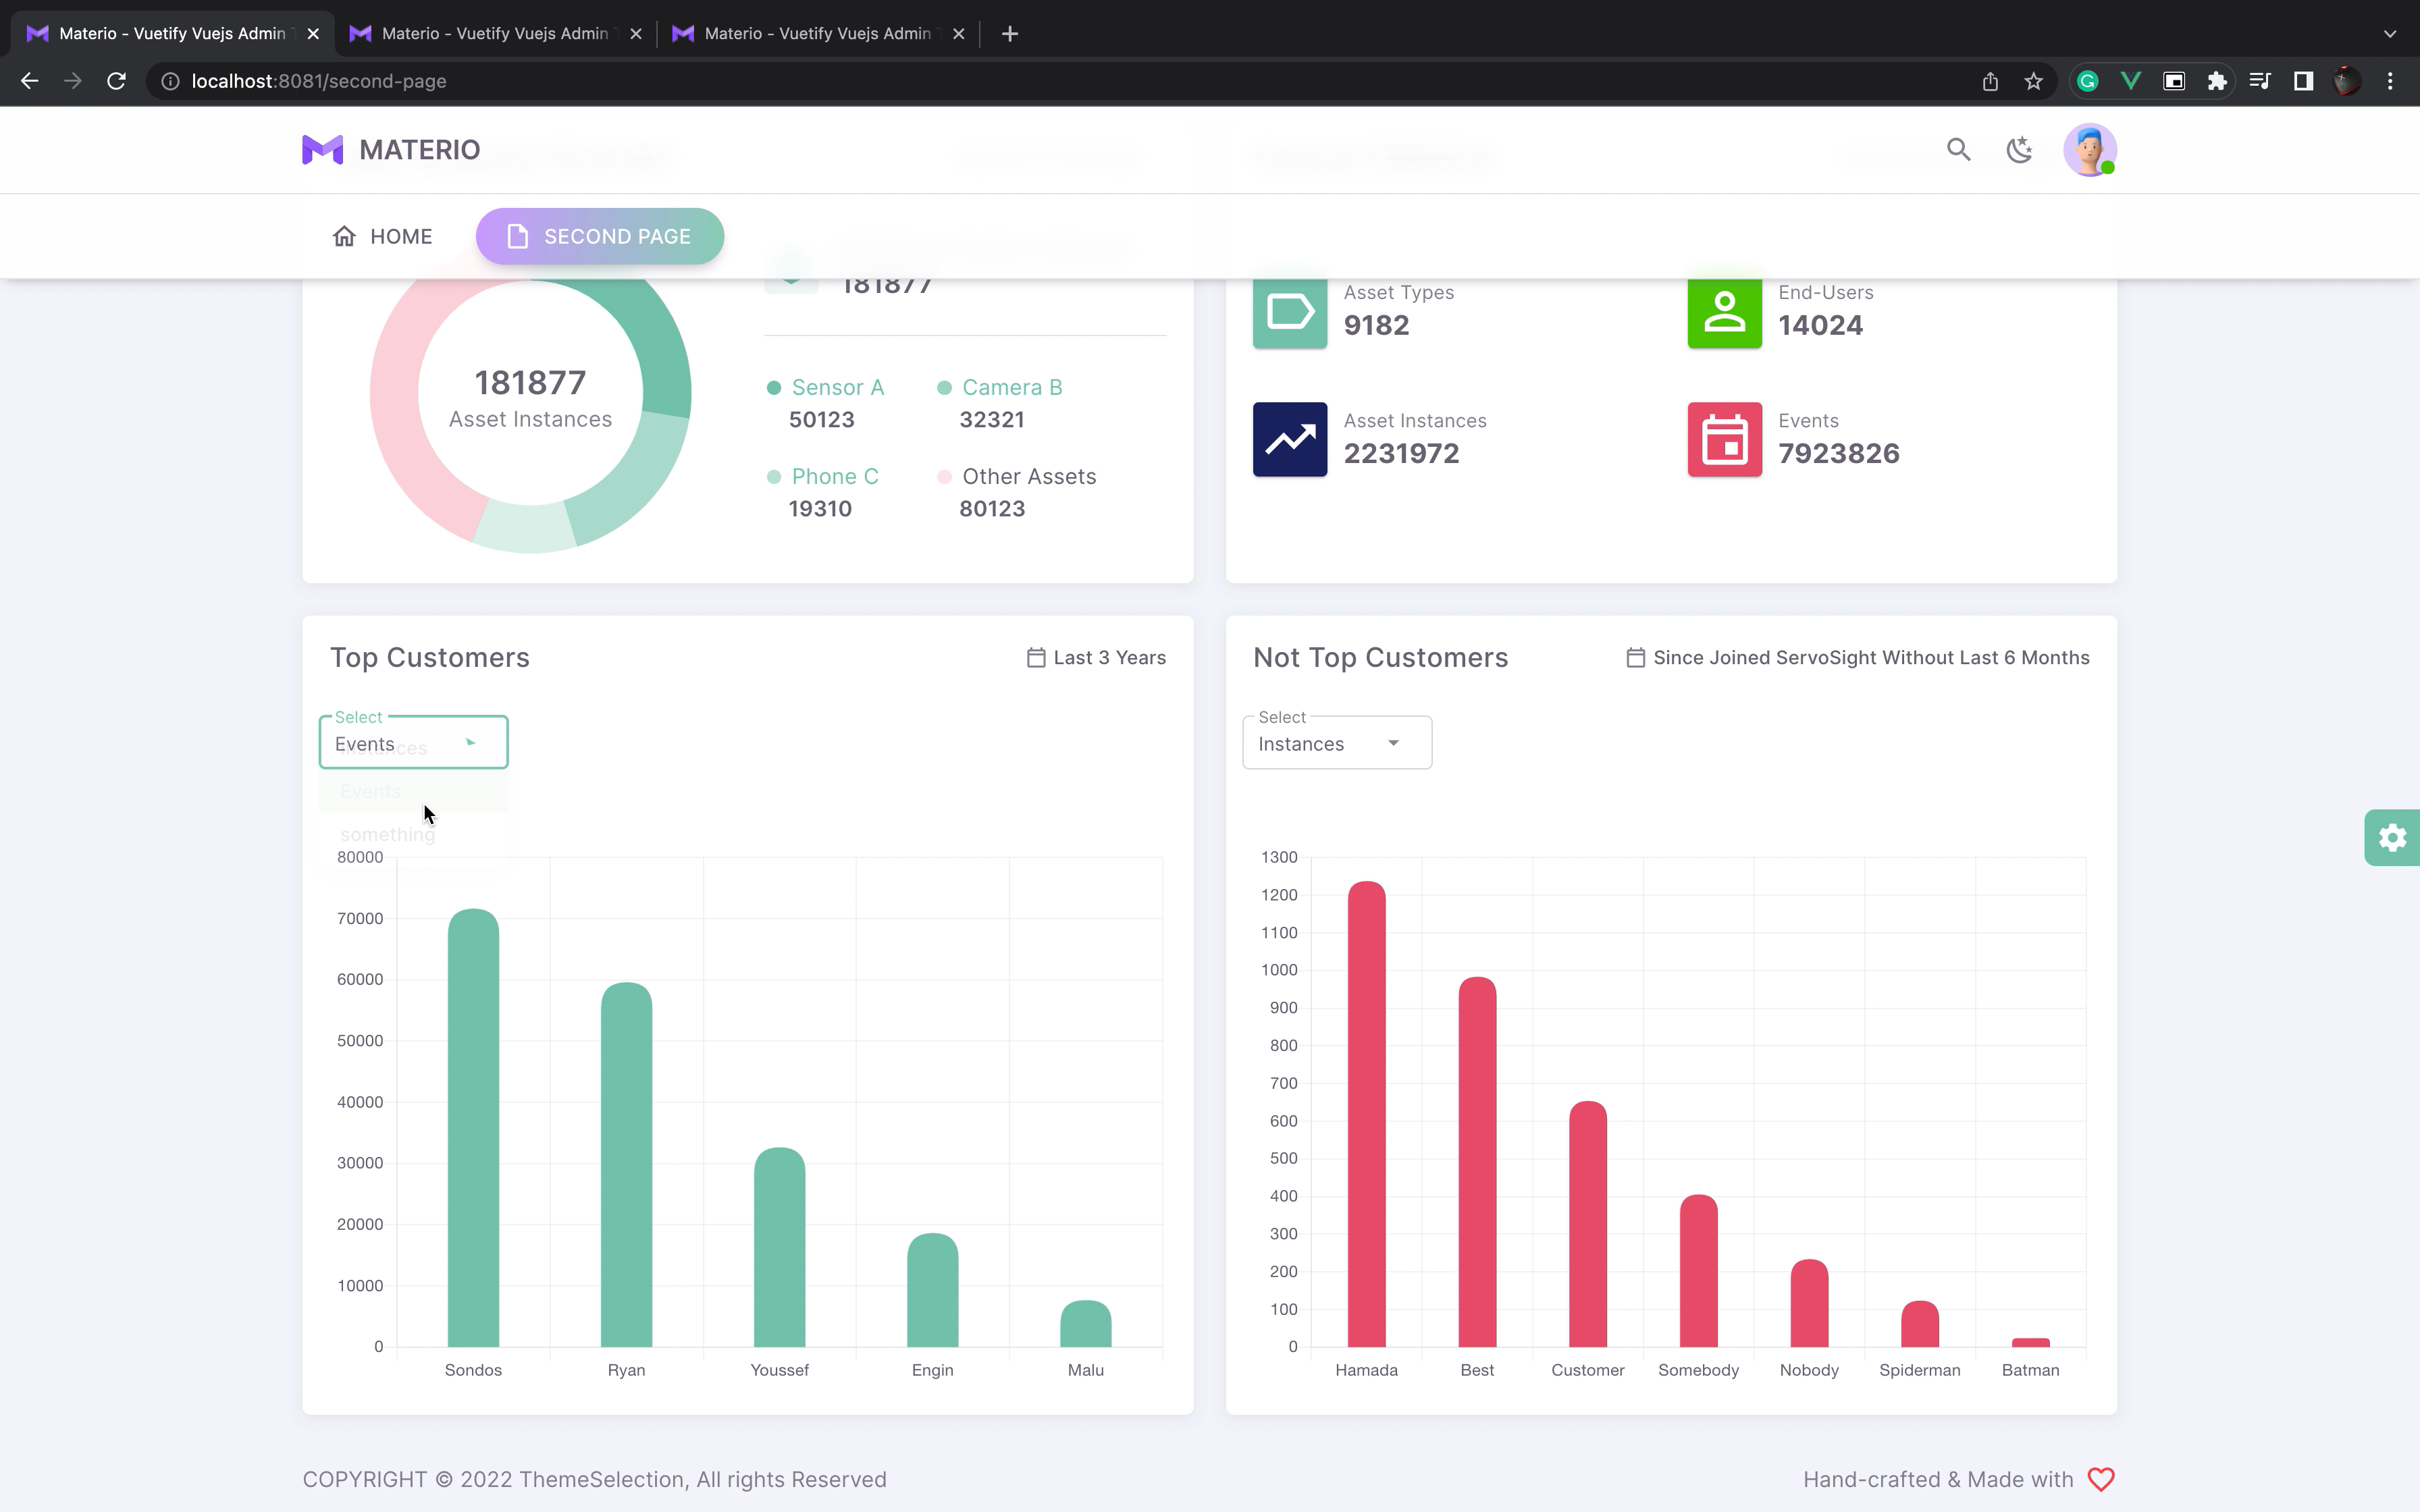 Materio - Vuetify Vuejs Admin
Materio - Vuetify Vuejs Admin
Materio - Vuetify Vuejs Admin
localhost:8081/second-page
MATERIO
HOME
SECOND PAGE
181877
Asset Instances
181877
Sensor A
50123
Camera B
32321
Phone C
19310
Other Assets
80123
Asset Types
9182
End-Users
14024
Asset Instances
2231972
Events
7923826
Top Customers
Last 3 Years
Select
Events
Instances
Events
something
80000
70000
60000
50000
40000
30000
20000
10000
0
Sondos Ryan Youssef Engin Malu
Not Top Customers
Since Joined ServoSight Without Last 6 Months
Select
Instances
1300
1200
1100
1000
900
800
700
600
500
400
300
200
100
0
Hamada Best Customer Somebody Nobody Spiderman Batman
COPYRIGHT © 2022 ThemeSelection, All rights Reserved
Hand-crafted & Made with